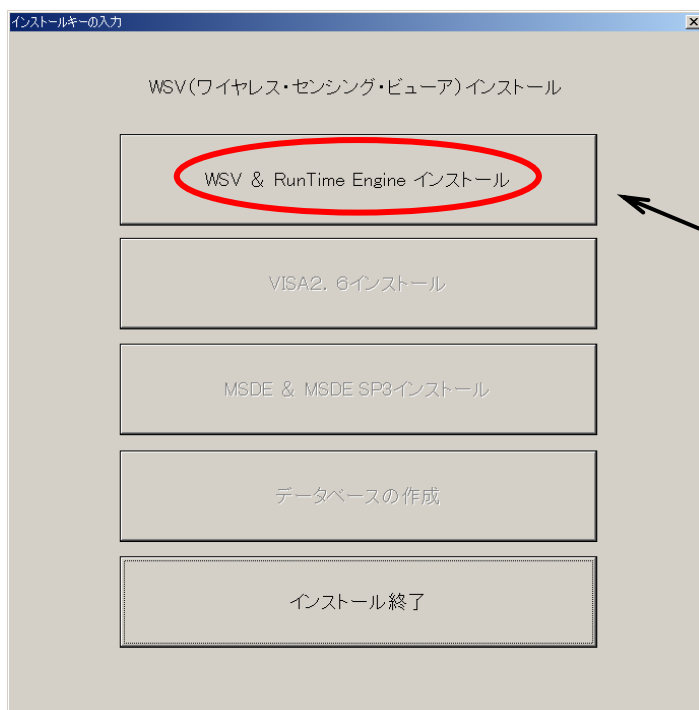 インストールキーの入力
WSV(ワイヤレス・センシング・ビューア)インストール
WSV & RunTime Engine インストール
VISA2．6インストール
MSDE & MSDE SP3インストール
データベースの作成
インストール終了